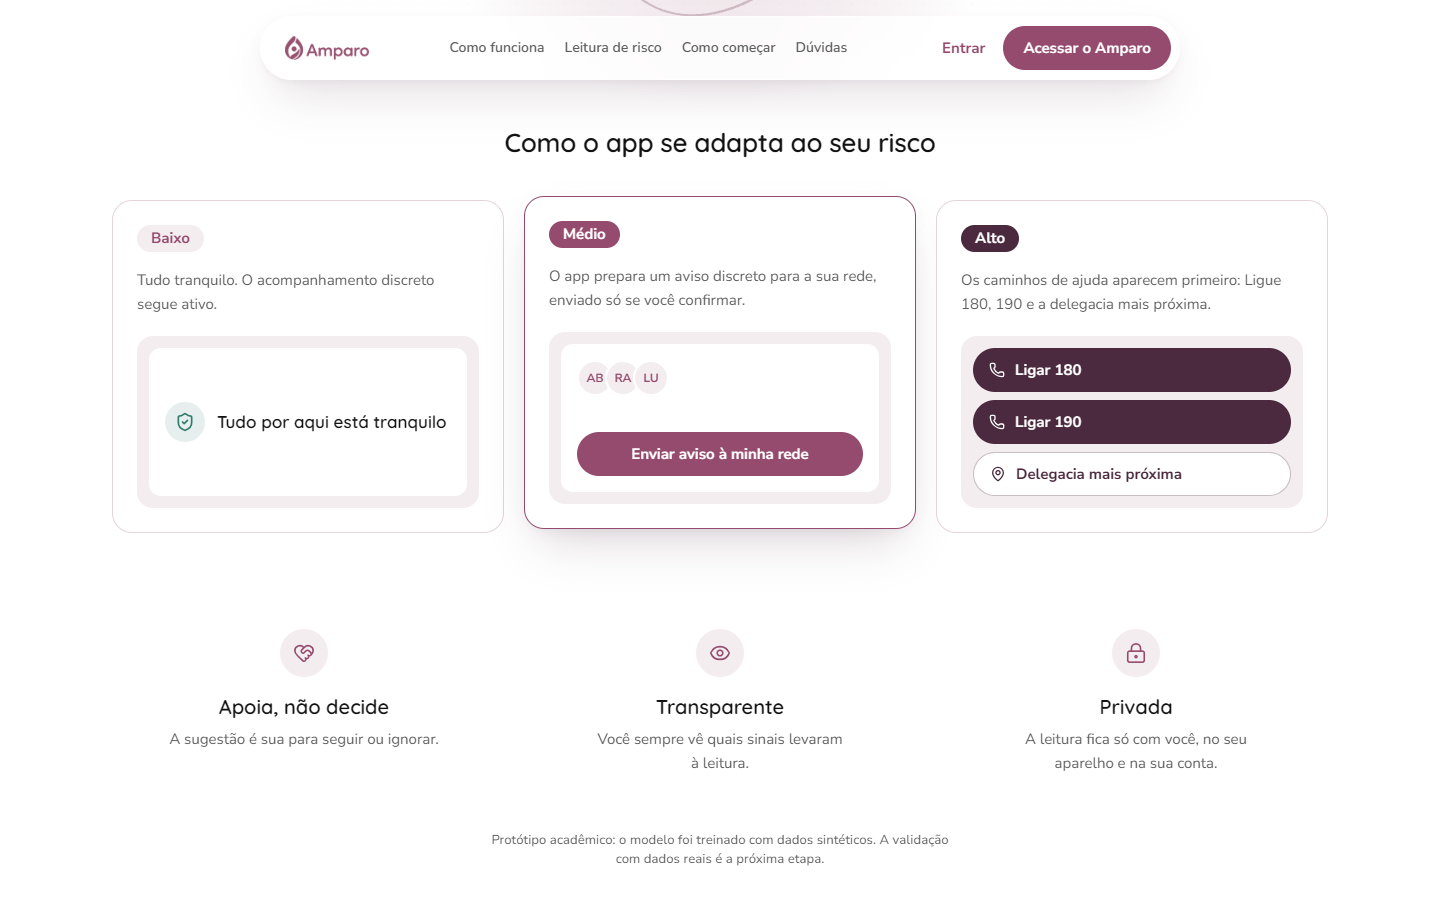 Amparo
Como funciona
Leitura de risco
Como começar
Dúvidas
Entrar
Acessar o Amparo
Como o app se adapta ao seu risco
Baixo
Tudo tranquilo. O acompanhamento discreto
segue ativo.
Tudo por aqui está tranquilo
Médio
O app prepara um aviso discreto para a sua rede,
enviado só se você confirmar.
AB RA LU
Enviar aviso à minha rede
Alto
Os caminhos de ajuda aparecem primeiro: Ligue
180, 190 e a delegacia mais próxima.
Ligar 180
Ligar 190
Delegacia mais próxima
Apoia, não decide
A sugestão é sua para seguir ou ignorar.
Transparente
Você sempre vê quais sinais levaram
à leitura.
Privada
A leitura fica só com você, no seu
aparelho e na sua conta.
Protótipo acadêmico: o modelo foi treinado com dados sintéticos. A validação
com dados reais é a próxima etapa.